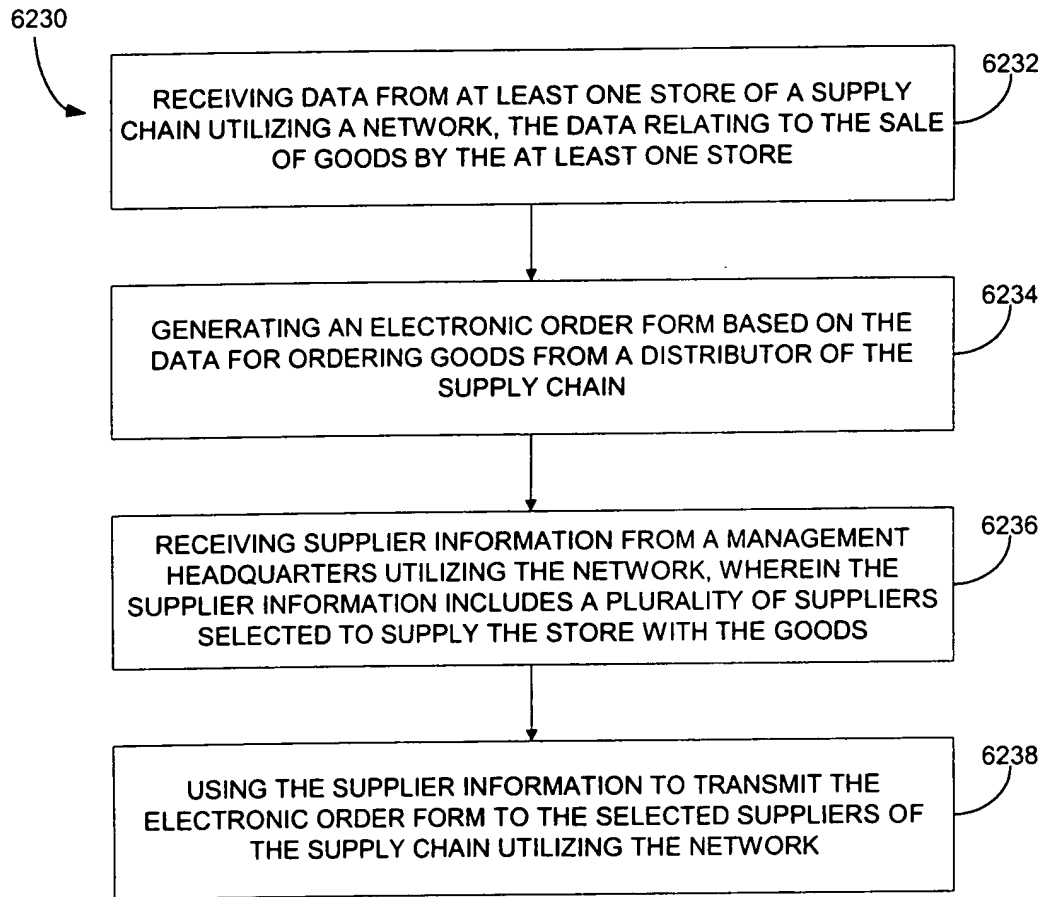 6230
6232
RECEIVING DATA FROM AT LEAST ONE STORE OF A SUPPLY
CHAIN UTILIZING A NETWORK, THE DATA RELATING TO THE SALE
OF GOODS BY THE AT LEAST ONE STORE
6234
GENERATING AN ELECTRONIC ORDER FORM BASED ON THE
DATA FOR ORDERING GOODS FROM A DISTRIBUTOR OF THE
SUPPLY CHAIN
6236
RECEIVING SUPPLIER INFORMATION FROM A MANAGEMENT
HEADQUARTERS UTILIZING THE NETWORK, WHEREIN THE
SUPPLIER INFORMATION INCLUDES A PLURALITY OF SUPPLIERS
SELECTED TO SUPPLY THE STORE WITH THE GOODS
6238
USING THE SUPPLIER INFORMATION TO TRANSMIT THE
ELECTRONIC ORDER FORM TO THE SELECTED SUPPLIERS OF
THE SUPPLY CHAIN UTILIZING THE NETWORK